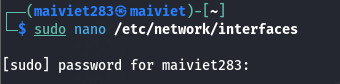 ┌──(maiviet283㉿maiviet)-[~]
└─$ sudo nano /etc/network/interfaces
[sudo] password for maiviet283: